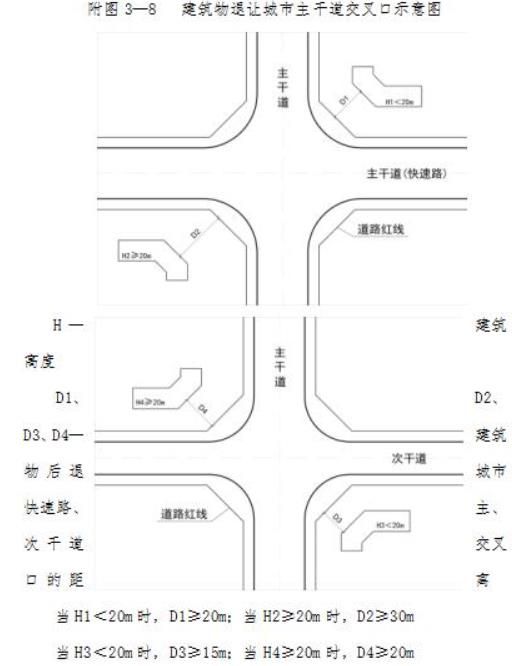 附图 3—8 建筑物退让城市主干道交叉口示意图
主干道
D1
H1＜20m
主干道(快速路)
D2
H2≥20m
道路红线
H — 建筑
高度
主干道
D1、 D2、
H4≥20m
D4
D3、D4— 建筑
次干道
物后退 城市
快速路、 主、
道路红线
D3
H3＜20m
次干道 交叉
口的距 离
当 H1＜20m 时，D1≥20m；当 H2≥20m 时，D2≥30m
当 H3＜20m 时，D3≥15m；当 H4≥20m 时，D4≥20m